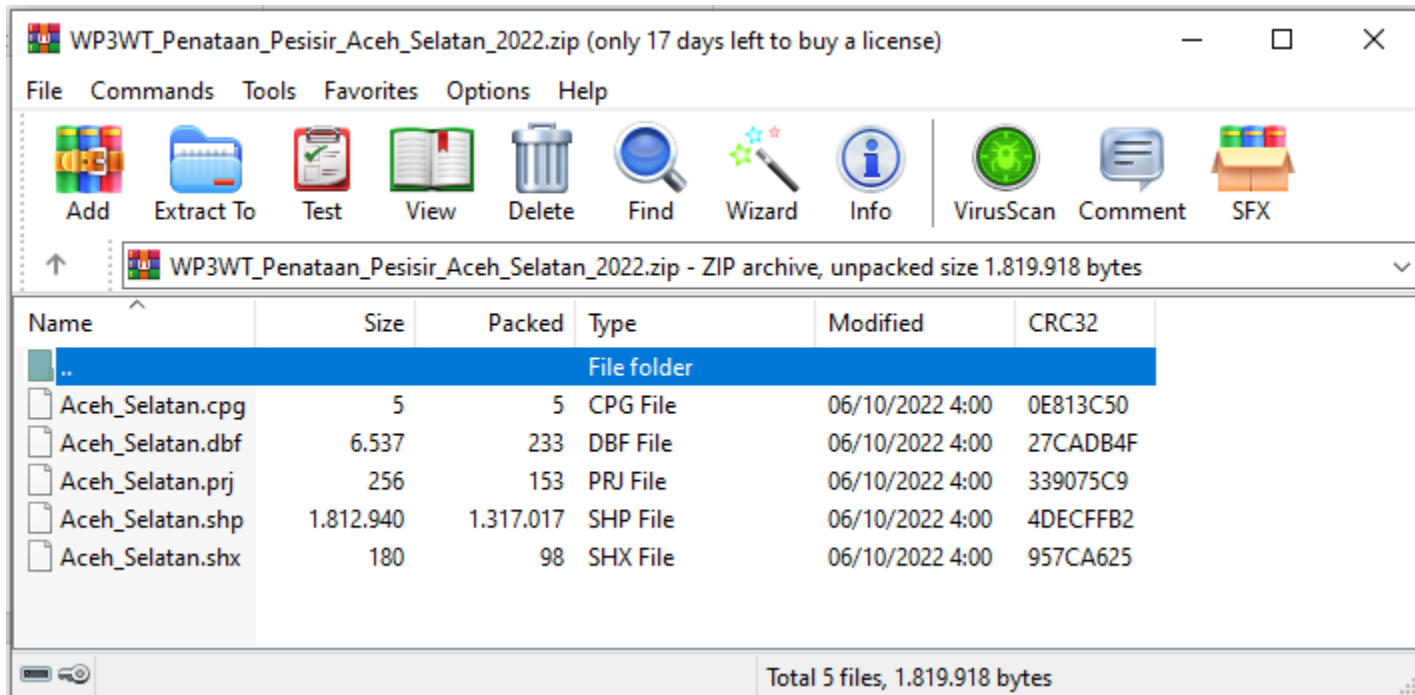 WP3WT_Penataan_Pesisir_Aceh_Selatan_2022.zip (only 17 days left to buy a license)
File Commands Tools Favorites Options Help
Add Extract To Test View Delete Find Wizard Info VirusScan Comment SFX
WP3WT_Penataan_Pesisir_Aceh_Selatan_2022.zip - ZIP archive, unpacked size 1.819.918 bytes
Name Size Packed Type Modified CRC32
.. File folder
Aceh_Selatan.cpg 5 5 CPG File 06/10/2022 4:00 0E813C50
Aceh_Selatan.dbf 6.537 233 DBF File 06/10/2022 4:00 27CADB4F
Aceh_Selatan.prj 256 153 PRJ File 06/10/2022 4:00 339075C9
Aceh_Selatan.shp 1.812.940 1.317.017 SHP File 06/10/2022 4:00 4DECFFB2
Aceh_Selatan.shx 180 98 SHX File 06/10/2022 4:00 957CA625
Total 5 files, 1.819.918 bytes